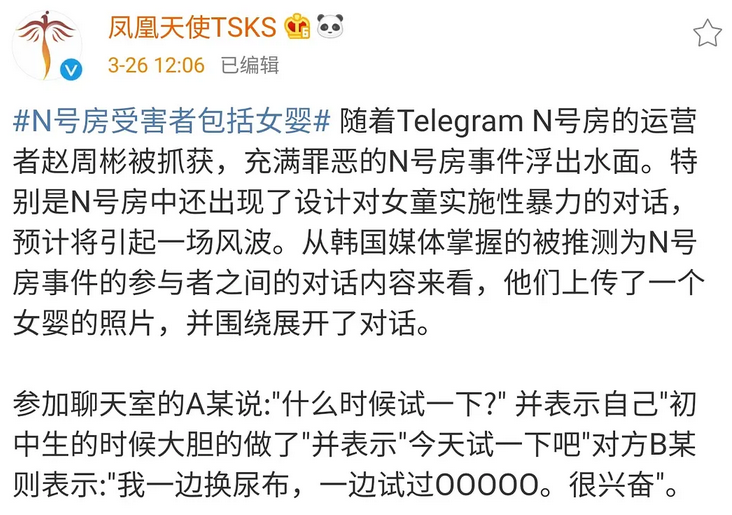 凤凰天使TSKS
3-26 12:06 已编辑
#N号房受害者包括女婴# 随着Telegram N号房的运营
者赵周彬被抓获，充满罪恶的N号房事件浮出水面。特
别是N号房中还出现了设计对女童实施性暴力的对话，
预计将引起一场风波。从韩国媒体掌握的被推测为N号
房事件的参与者之间的对话内容来看，他们上传了一个
女婴的照片，并围绕展开了对话。
参加聊天室的A某说:"什么时候试一下?" 并表示自己"初
中生的时候大胆的做了"并表示"今天试一下吧"对方B某
则表示:"我一边换尿布，一边试过OOOOO。很兴奋"。